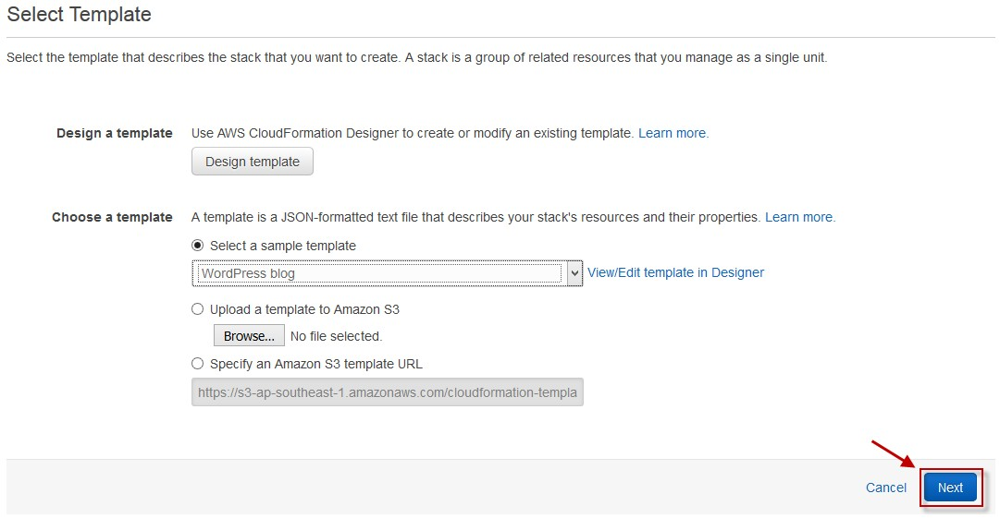 Select Template
Select the template that describes the stack that you want to create. A stack is a group of related resources that you manage as a single unit.
Design a template Use AWS CloudFormation Designer to create or modify an existing template. Learn more.
Design template
Choose a template A template is a JSON-formatted text file that describes your stack's resources and their properties. Learn more.
Select a sample template
WordPress blog View/Edit template in Designer
Upload a template to Amazon S3
Browse... No file selected.
Specify an Amazon S3 template URL
https://s3-ap-southeast-1.amazonaws.com/cloudformation-templa
Cancel Next